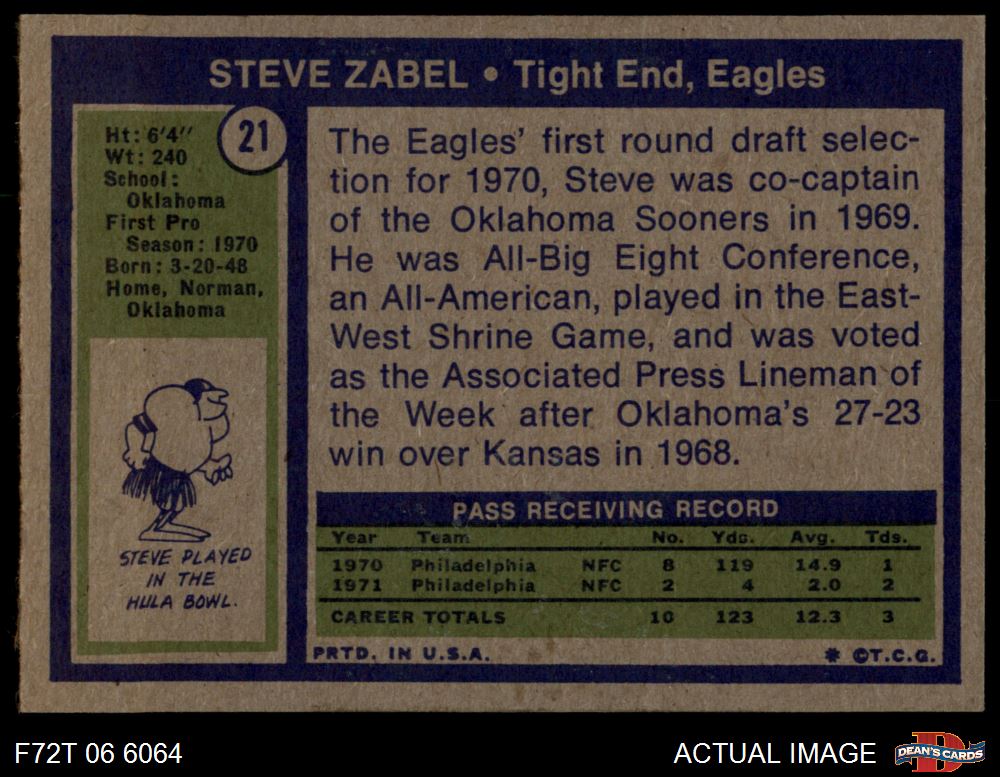 STEVE ZABEL • Tight End, Eagles
21
Ht: 6'4''
Wt: 240
School:
Oklahoma
First Pro
Season: 1970
Born: 3-20-48
Home, Norman,
Oklahoma
STEVE PLAYED
IN THE
HULA BOWL.
The Eagles' first round draft selec-
tion for 1970, Steve was co-captain
of the Oklahoma Sooners in 1969.
He was All-Big Eight Conference,
an All-American, played in the East-
West Shrine Game, and was voted
as the Associated Press Lineman of
the Week after Oklahoma's 27-23
win over Kansas in 1968.
PASS RECEIVING RECORD
Year Team No. Yds. Avg. Tds.
1970 Philadelphia NFC 8 119 14.9 1
1971 Philadelphia NFC 2 4 2.0 2
CAREER TOTALS 10 123 12.3 3
PRTD. IN U.S.A. * ©T.C.G.
F72T 06 6064 ACTUAL IMAGE D DEAN'S CARDS